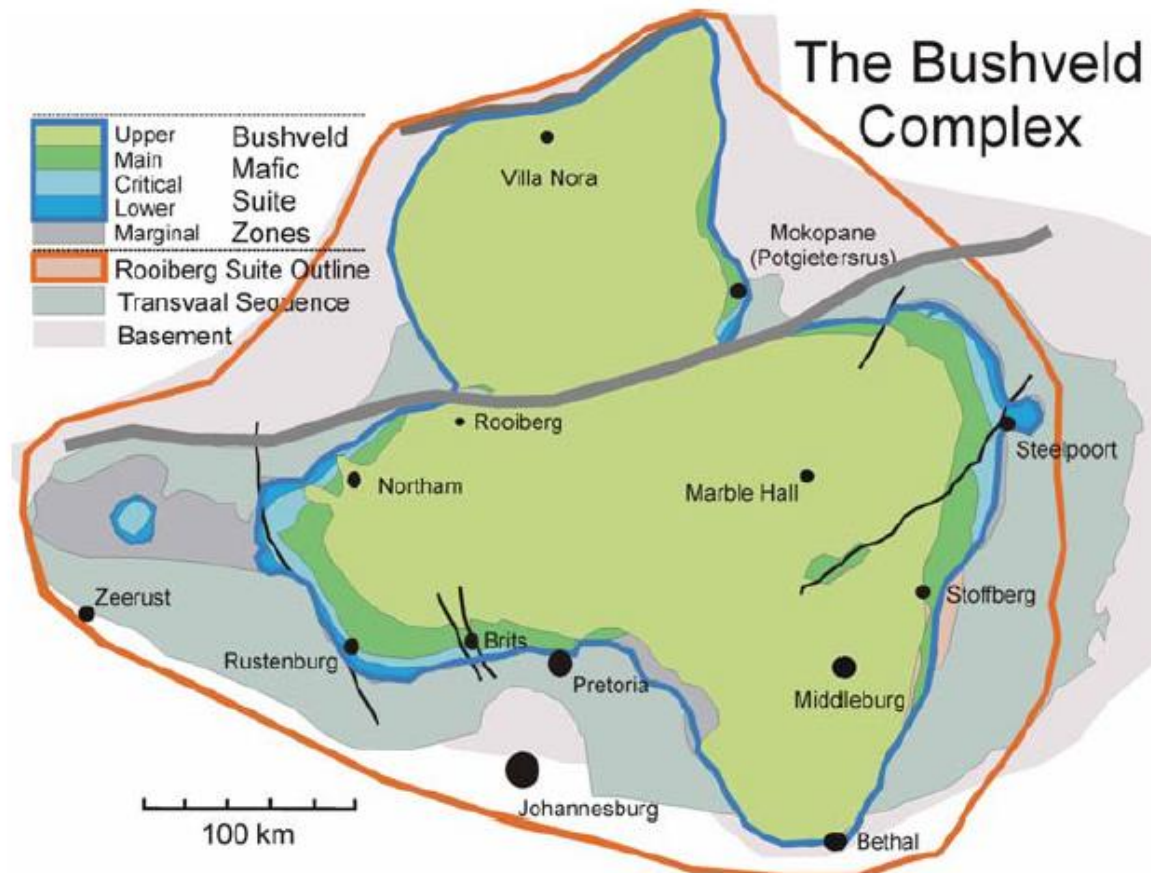 The Bushveld
Complex
Upper Bushveld
Main Mafic
Critical Suite
Lower
Marginal Zones
Rooiberg Suite Outline
Transvaal Sequence
Basement
Villa Nora
Mokopane
(Potgietersrus)
Rooiberg
Northam
Marble Hall
Steelpoort
Zeerust
Stoffberg
Rustenburg
Brits
Pretoria
Middleburg
Johannesburg
100 km
Bethal